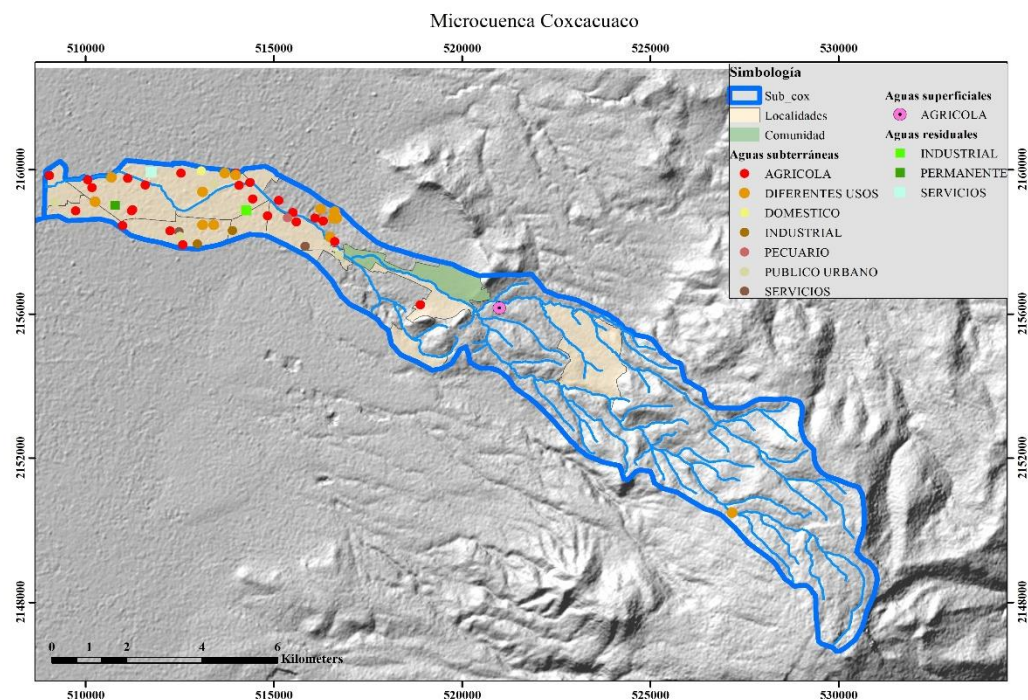 Microcuenca Coxcacuaco
510000 515000 520000 525000 530000
Simbología
Sub_cox
Localidades
Comunidad
Aguas subterráneas
AGRICOLA
DIFERENTES USOS
DOMESTICO
INDUSTRIAL
PECUARIO
PUBLICO URBANO
SERVICIOS
Aguas superficiales
AGRICOLA
Aguas residuales
INDUSTRIAL
PERMANENTE
SERVICIOS
2160000
2156000
2152000
2148000
2160000
2156000
2152000
2148000
0 1 2 4 6
Kilometers
510000 515000 520000 525000 530000